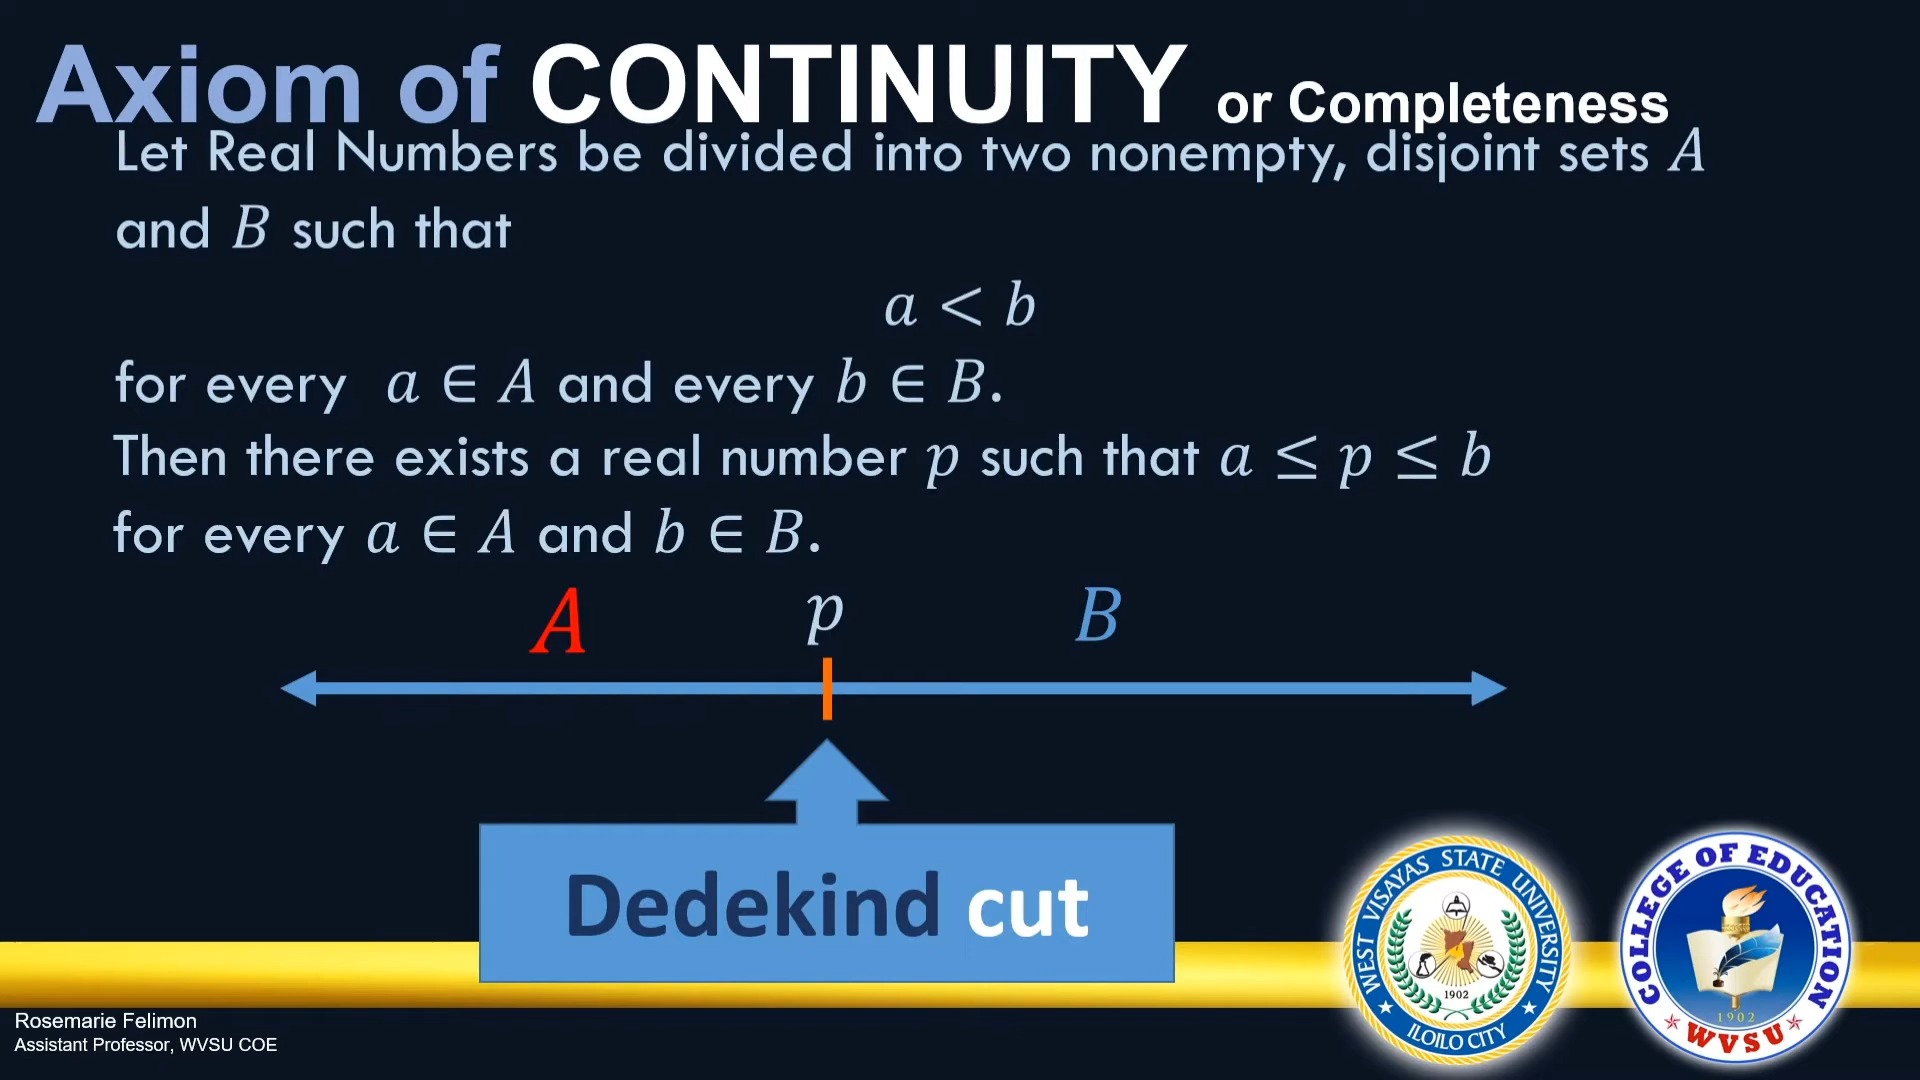 Axiom of CONTINUITY or Completeness
Let Real Numbers be divided into two nonempty, disjoint sets A
and B such that
a < b
for every a ∈ A and every b ∈ B.
Then there exists a real number p such that a ≤ p ≤ b
for every a ∈ A and b ∈ B.
A p B
Dedekind cut
WEST VISAYAS STATE UNIVERSITY
1902
ILOILO CITY
COLLEGE OF EDUCATION
1902
WVSU
Rosemarie Felimon
Assistant Professor, WVSU COE